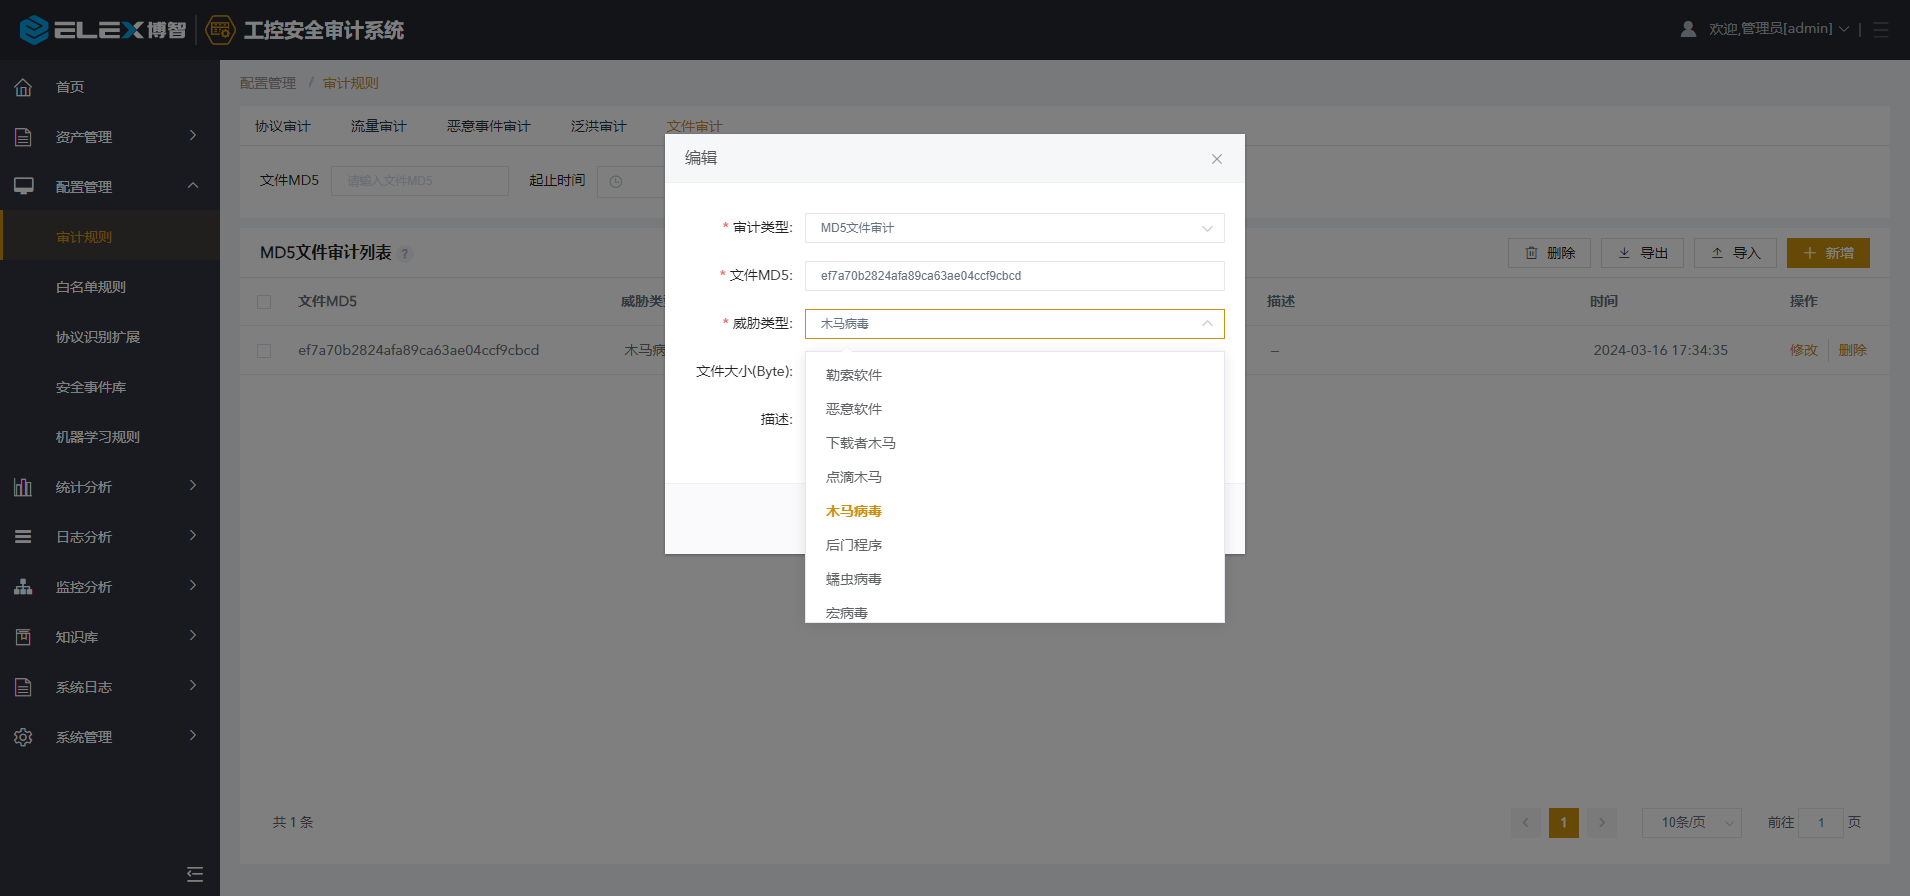 ELEX博智 工控安全审计系统
欢迎,管理员[admin]
首页
资产管理
配置管理
审计规则
白名单规则
协议识别扩展
安全事件库
机器学习规则
统计分析
日志分析
监控分析
知识库
系统日志
系统管理
配置管理 / 审计规则
协议审计 流量审计 恶意事件审计 泛洪审计 文件审计
文件MD5 请输入文件MD5 起止时间
MD5文件审计列表 ?
删除 导出 导入 新增
文件MD5 威胁类 描述 时间 操作
ef7a70b2824afa89ca63ae04ccf9cbcd 木马病 – 2024-03-16 17:34:35 修改 删除
编辑
* 审计类型: MD5文件审计
* 文件MD5: ef7a70b2824afa89ca63ae04ccf9cbcd
* 威胁类型: 木马病毒
文件大小(Byte):
描述:
勒索软件
恶意软件
下载者木马
点滴木马
木马病毒
后门程序
蠕虫病毒
宏病毒
共 1 条
1 10条/页 前往 1 页